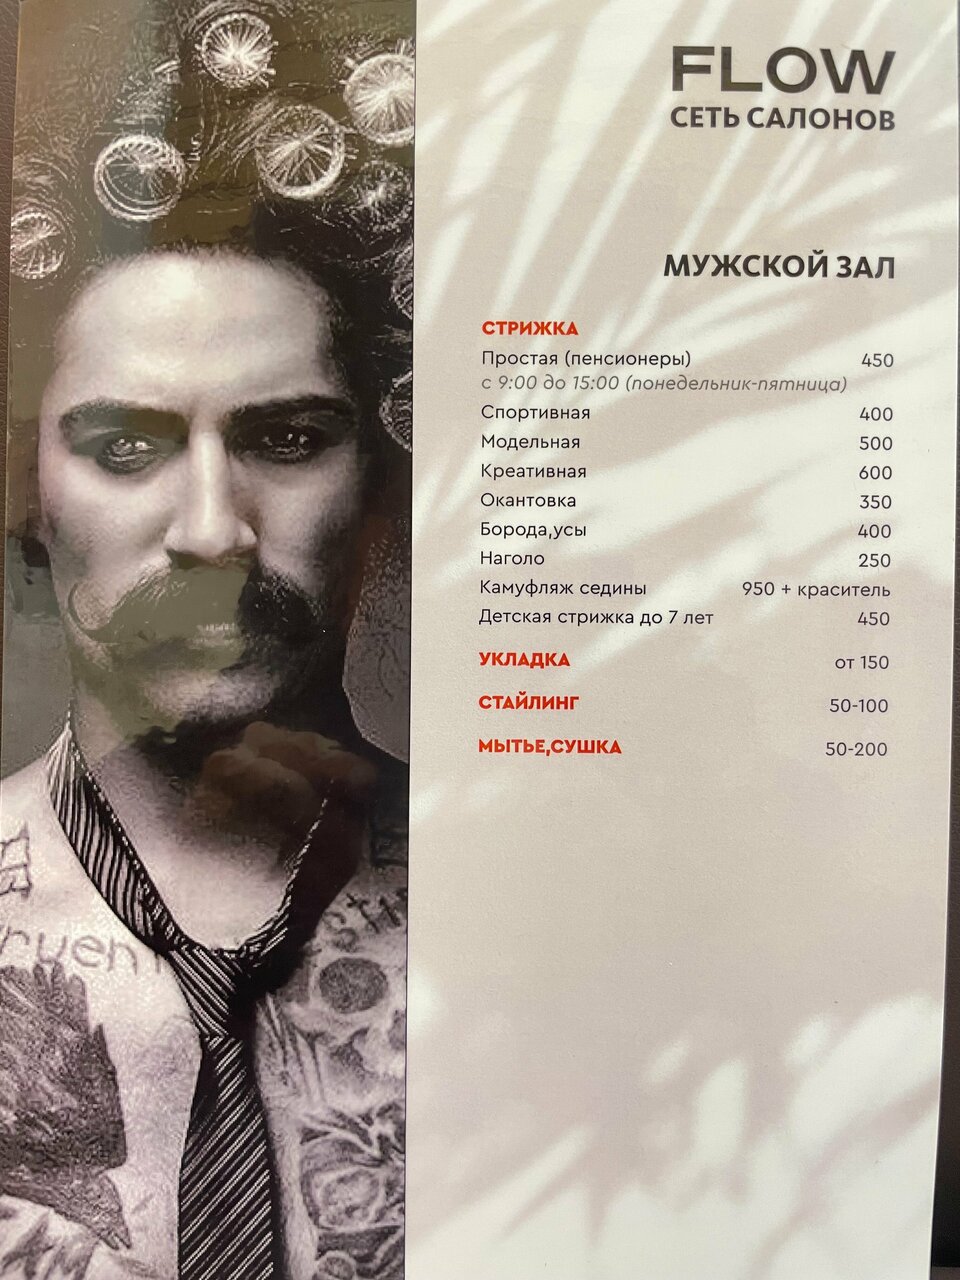 FLOW
СЕТЬ САЛОНОВ
МУЖСКОЙ ЗАЛ
СТРИЖКА
Простая (пенсионеры) 450
с 9:00 до 15:00 (понедельник-пятница)
Спортивная 400
Модельная 500
Креативная 600
Окантовка 350
Борода,усы 400
Наголо 250
Камуфляж седины 950 + краситель
Детская стрижка до 7 лет 450
УКЛАДКА от 150
СТАЙЛИНГ 50-100
МЫТЬЕ,СУШКА 50-200